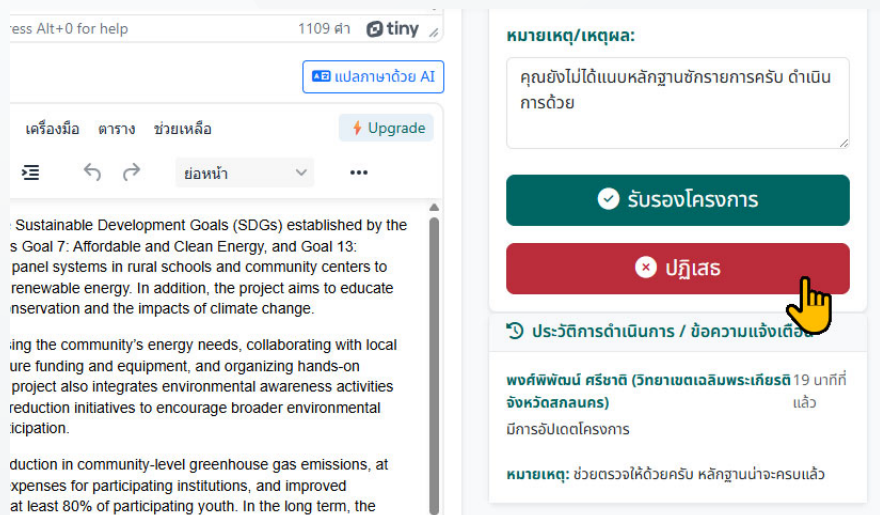 ress Alt+0 for help
1109 คำ
tiny
แปลภาษาด้วย AI
เครื่องมือ ตาราง ช่วยเหลือ
Upgrade
ย่อหน้า
Sustainable Development Goals (SDGs) established by the
s Goal 7: Affordable and Clean Energy, and Goal 13:
panel systems in rural schools and community centers to
renewable energy. In addition, the project aims to educate
nservation and the impacts of climate change.
sing the community's energy needs, collaborating with local
ure funding and equipment, and organizing hands-on
project also integrates environmental awareness activities
reduction initiatives to encourage broader environmental
icipation.
duction in community-level greenhouse gas emissions, at
xpenses for participating institutions, and improved
at least 80% of participating youth. In the long term, the
หมายเหตุ/เหตุผล:
คุณยังไม่ได้แนบหลักฐานซักรายการครับ ดำเนิน
การด้วย
รับรองโครงการ
ปฏิเสธ
ประวัติการดำเนินการ / ข้อความแจ้งเตือน
พงศ์พิพัฒน์ ศรีชาติ (วิทยาเขตเฉลิมพระเกียรติ 19 นาทีที่
จังหวัดสกลนคร) แล้ว
มีการอัปเดตโครงการ
หมายเหตุ: ช่วยตรวจให้ด้วยครับ หลักฐานน่าจะครบแล้ว